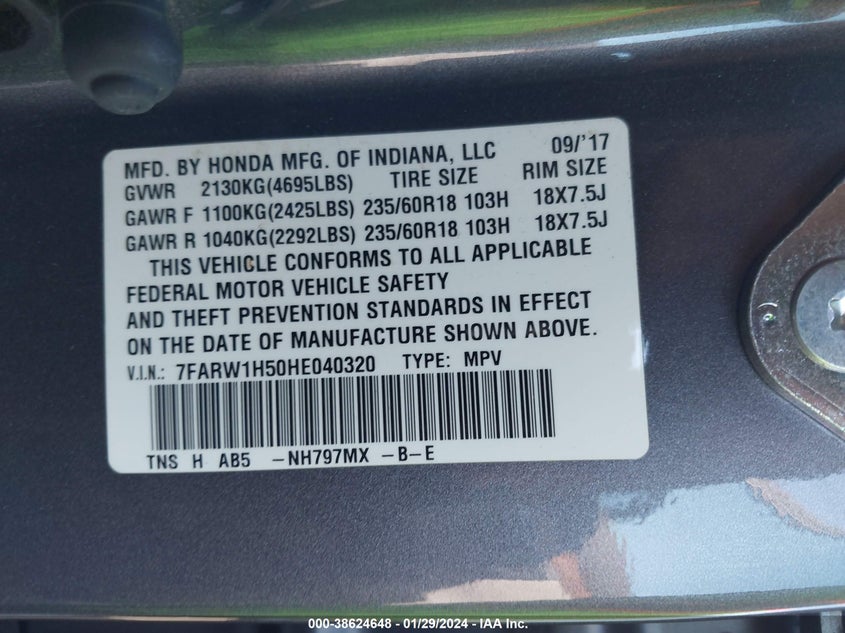 MFD. BY HONDA MFG. OF INDIANA, LLC 09/'17
GVWR 2130KG(4695LBS) TIRE SIZE RIM SIZE
GAWR F 1100KG(2425LBS) 235/60R18 103H 18X7.5J
GAWR R 1040KG(2292LBS) 235/60R18 103H 18X7.5J
THIS VEHICLE CONFORMS TO ALL APPLICABLE
FEDERAL MOTOR VEHICLE SAFETY
AND THEFT PREVENTION STANDARDS IN EFFECT
ON THE DATE OF MANUFACTURE SHOWN ABOVE.
V.I.N.: 7FARW1H50HE040320 TYPE: MPV
TNS H AB5 -NH797MX -B-E
000-38624648 - 01/29/2024 - IAA Inc.